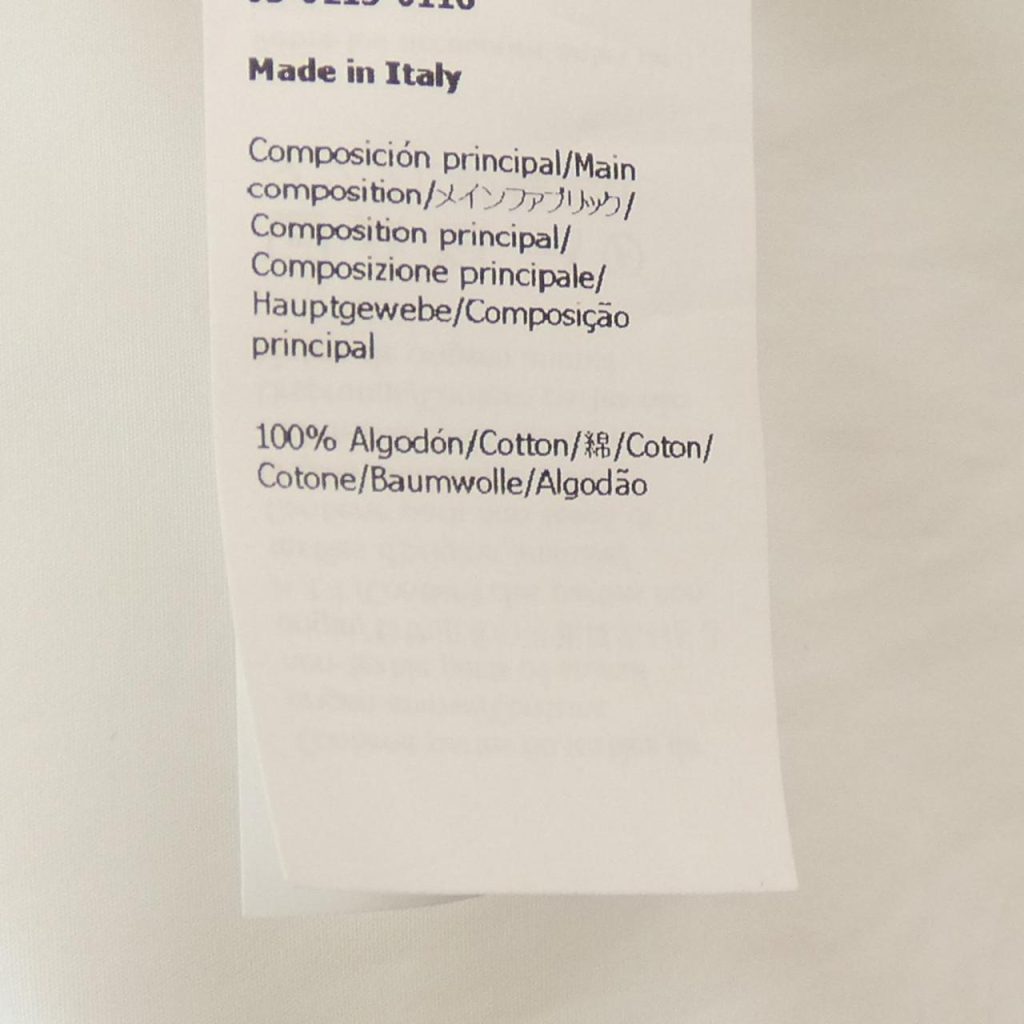 Made in Italy
Composición principal/Main
composition/メインファブリック/
Composition principal/
Composizione principale/
Hauptgewebe/Composição
principal
100% Algodón/Cotton/綿/Coton/
Cotone/Baumwolle/Algodão